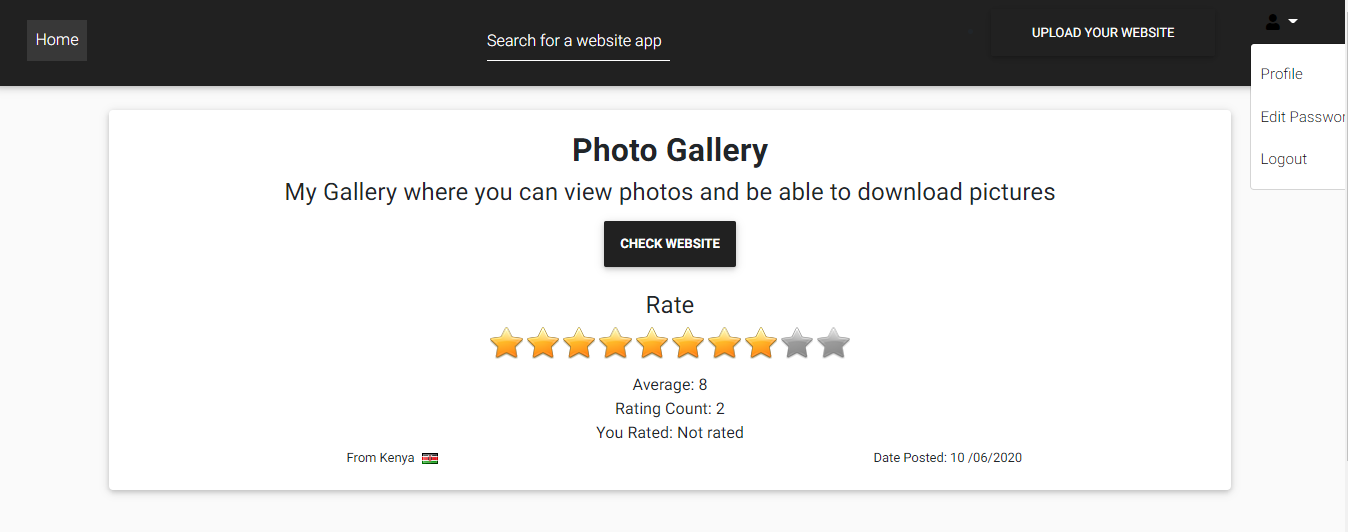 Home
Search for a website app
UPLOAD YOUR WEBSITE
Profile
Edit Passwor
Logout
Photo Gallery
My Gallery where you can view photos and be able to download pictures
CHECK WEBSITE
Rate
Average: 8
Rating Count: 2
You Rated: Not rated
From Kenya
Date Posted: 10 /06/2020